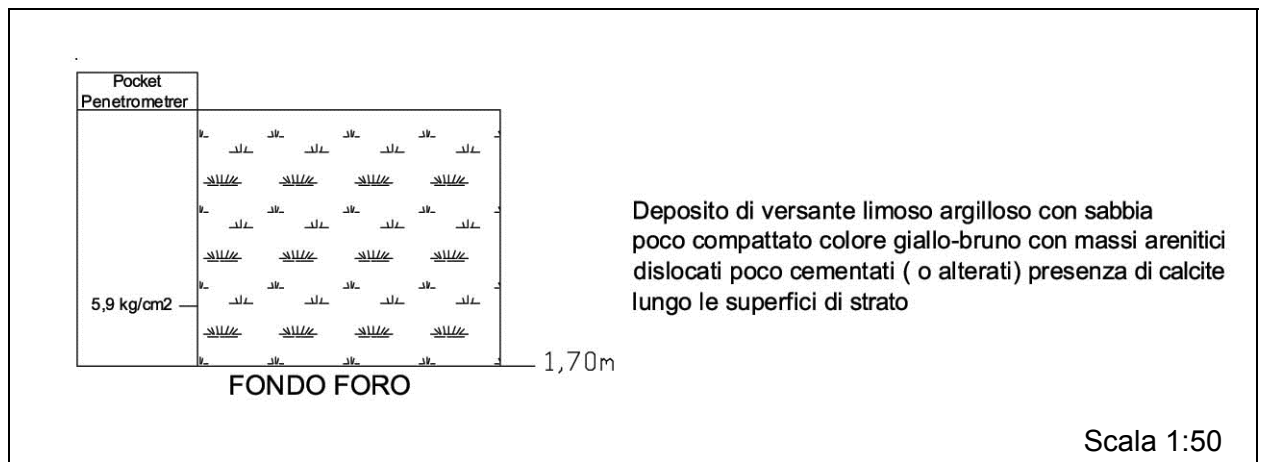 Pocket
Penetrometrer
5,9 kg/cm2
1,70m
FONDO FORO
Deposito di versante limoso argilloso con sabbia
poco compattato colore giallo-bruno con massi arenitici
dislocati poco cementati ( o alterati) presenza di calcite
lungo le superfici di strato
Scala 1:50